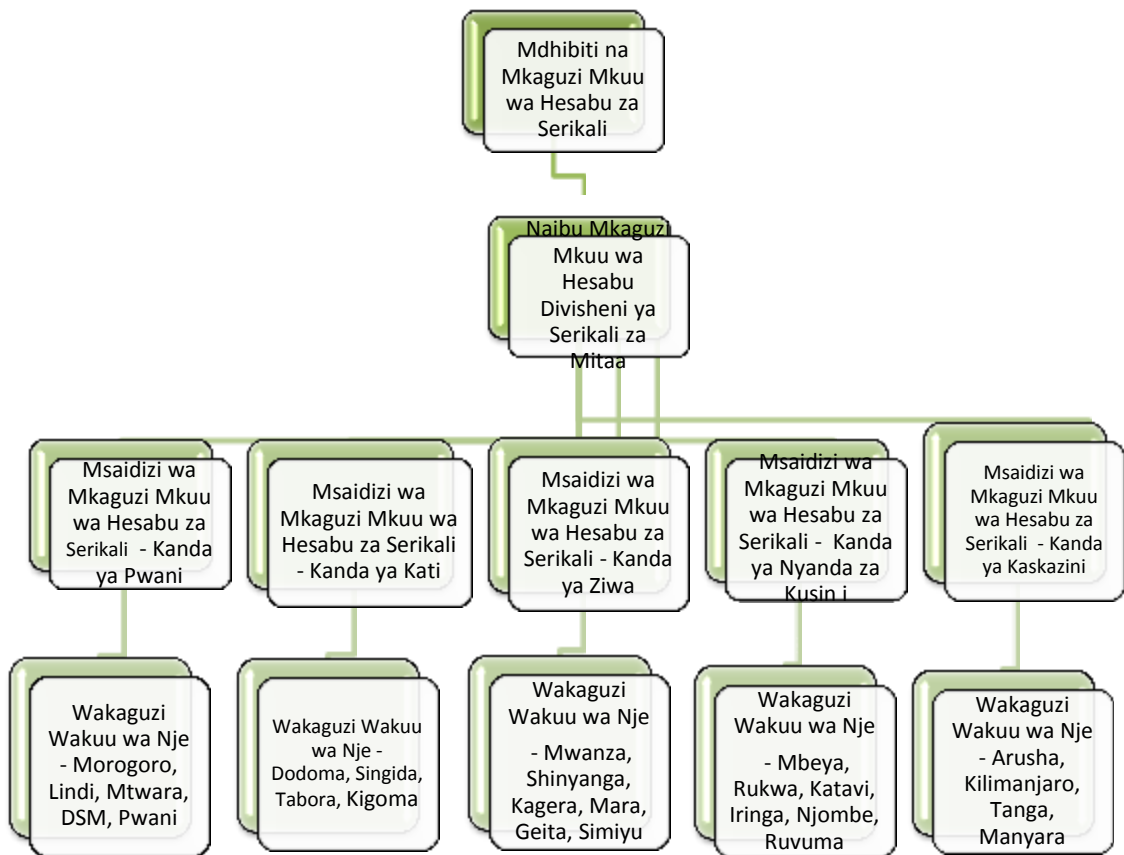 Mdhibiti na
Mkaguzi Mkuu
wa Hesabu za
Serikali
Naibu Mkaguzi
Mkuu wa
Hesabu
Divisheni ya
Serikali za
Mitaa
Msaidizi wa
Mkaguzi Mkuu
wa Hesabu za
Serikali - Kanda
ya Pwani
Msaidizi wa
Mkaguzi Mkuu wa
Hesabu za Serikali
- Kanda ya Kati
Msaidizi wa
Mkaguzi Mkuu
wa Hesabu za
Serikali - Kanda
ya Ziwa
Msaidizi wa
Mkaguzi Mkuu
wa Hesabu za
Serikali - Kanda
ya Nyanda za
Kusin i
Msaidizi wa
Mkaguzi Mkuu
wa Hesabu za
Serikali - Kanda
ya Kaskazini
Wakaguzi
Wakuu wa Nje
- Morogoro,
Lindi, Mtwara,
DSM, Pwani
Wakaguzi Wakuu
wa Nje -
Dodoma, Singida,
Tabora, Kigoma
Wakaguzi
Wakuu wa Nje
- Mwanza,
Shinyanga,
Kagera, Mara,
Geita, Simiyu
Wakaguzi
Wakuu wa Nje
- Mbeya,
Rukwa, Katavi,
Iringa, Njombe,
Ruvuma
Wakaguzi
Wakuu wa Nje
- Arusha,
Kilimanjaro,
Tanga,
Manyara